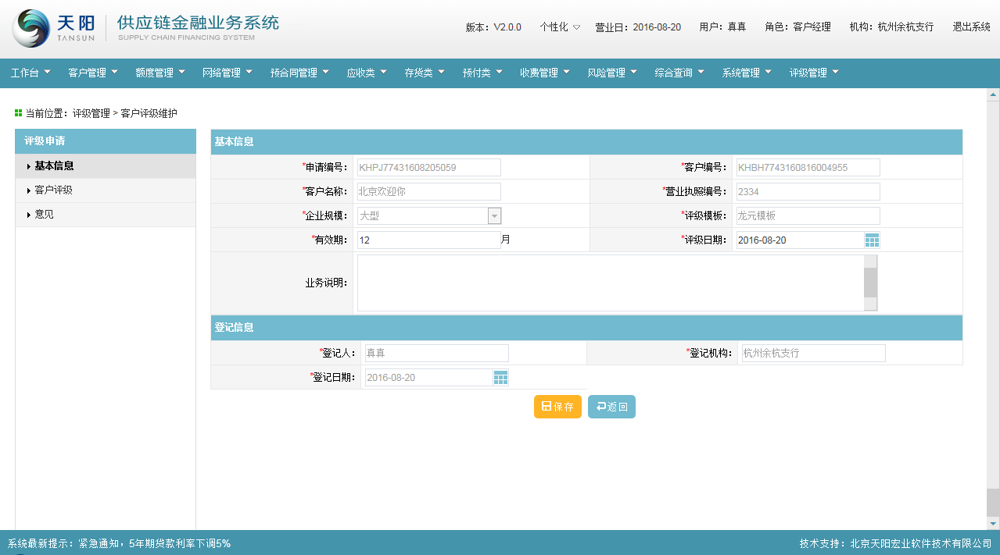 天阳 TANSUN 供应链金融业务系统
SUPPLY CHAIN FINANCING SYSTEM
版本：V2.0.0 个性化 营业日：2016-08-20 用户：真真 角色：客户经理 机构：杭州余杭支行 退出系统
工作台 客户管理 额度管理 网络管理 预合同管理 应收类 存货类 预付类 收费管理 风险管理 综合查询 系统管理 评级管理
当前位置：评级管理 > 客户评级维护
评级申请
基本信息
客户评级
意见
基本信息
*申请编号： KHPJ77431608205059 *客户编号： KHBH7743160816004955
*客户名称： 北京欢迎你 *营业执照编号： 2334
*企业规模： 大型 *评级模板： 龙元模板
*有效期： 12 月 *评级日期： 2016-08-20
业务说明：
登记信息
*登记人： 真真 *登记机构： 杭州余杭支行
*登记日期： 2016-08-20
保存 返回
系统最新提示：紧急通知，5年期贷款利率下调5% 技术支持：北京天阳宏业软件技术有限公司